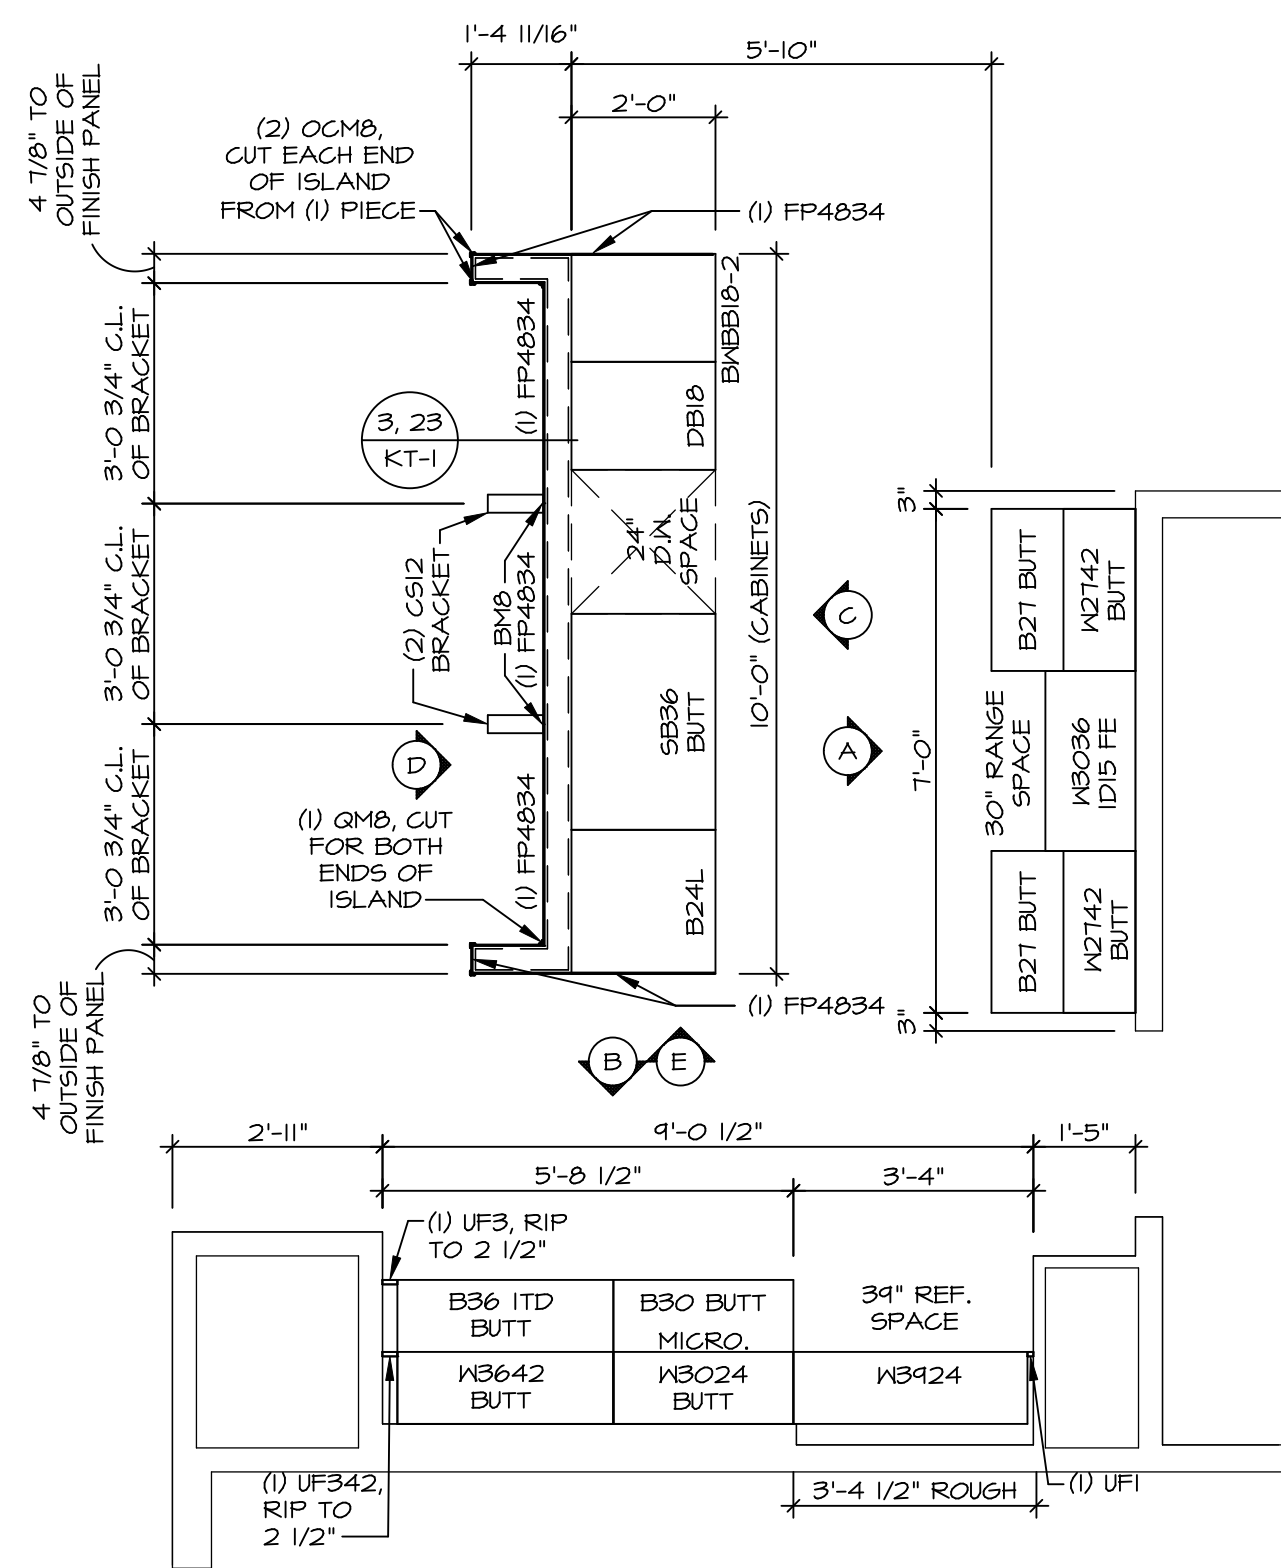 1'-4 11/16"
5'-10"
2'-0"
4 7/8" TO
OUTSIDE OF
FINISH PANEL
(2) OCM8,
CUT EACH END
OF ISLAND
FROM (1) PIECE
(1) FP4834
BWBB18-2
3'-0 3/4" C.L.
OF BRACKET
(1) FP4834
DB18
3, 23
KT-1
24"
D.W.
SPACE
3'-0 3/4" C.L.
OF BRACKET
(2) CS12
BRACKET
BM8
(1) FP4834
10'-0" (CABINETS)
SB36
BUTT
3'-0 3/4" C.L.
OF BRACKET
D
(1) QM8, CUT
FOR BOTH
ENDS OF
ISLAND
(1) FP4834
B24L
(1) FP4834
4 7/8" TO
OUTSIDE OF
FINISH PANEL
C
A
B
E
3"
7'-0"
3"
B27 BUTT
W2742
BUTT
30" RANGE
SPACE
W3036
1D15 FE
B27 BUTT
W2742
BUTT
2'-11"
9'-0 1/2"
1'-5"
5'-8 1/2"
3'-4"
(1) UF3, RIP
TO 2 1/2"
B36 1TD
BUTT
B30 BUTT
MICRO.
39" REF.
SPACE
W3642
BUTT
W3024
BUTT
W3924
(1) UF342,
RIP TO
2 1/2"
3'-4 1/2" ROUGH
(1) UF1